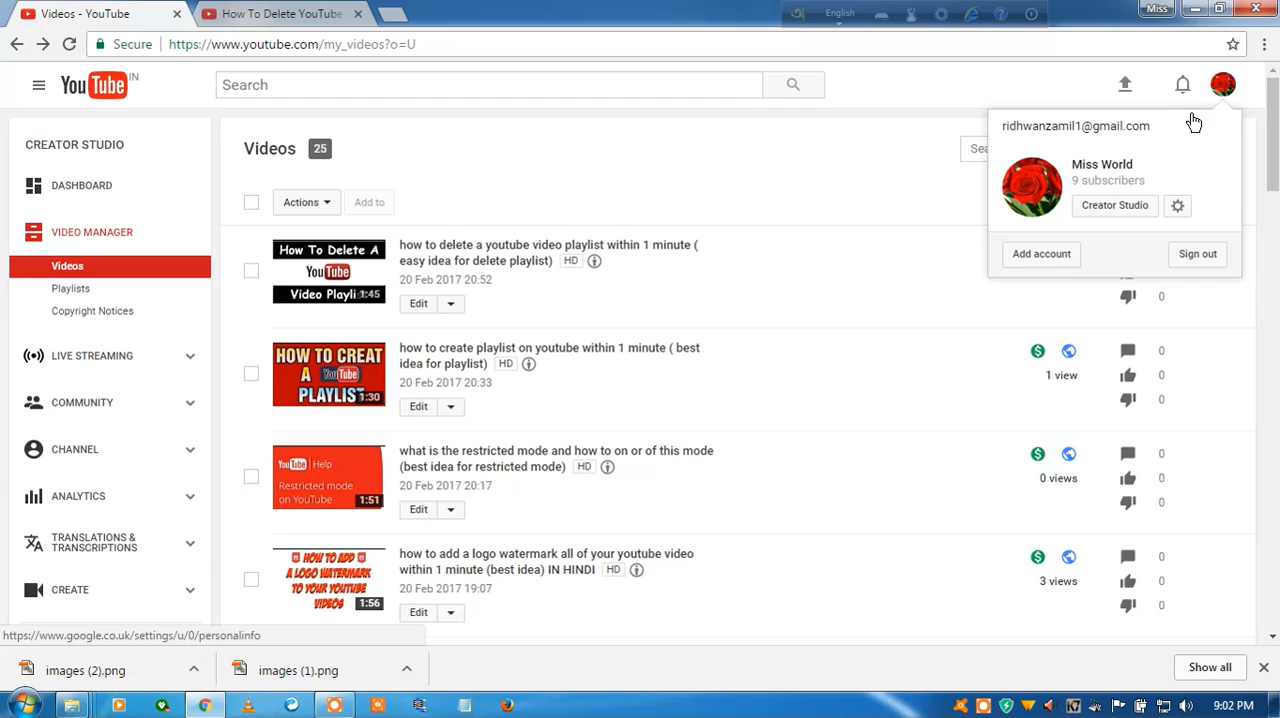 Videos - YouTube
How To Delete YouTube
English
Miss
Secure
https://www.youtube.com/my_videos?o=U
YouTube IN
Search
ridhwanzamil1@gmail.com
Miss World
9 subscribers
Creator Studio
Add account
Sign out
CREATOR STUDIO
DASHBOARD
VIDEO MANAGER
Videos
Playlists
Copyright Notices
LIVE STREAMING
COMMUNITY
CHANNEL
ANALYTICS
TRANSLATIONS &
TRANSCRIPTIONS
CREATE
Videos 25
Sea
Actions
Add to
How To Delete A
YouTube
Video Playli
1:45
how to delete a youtube video playlist within 1 minute (
easy idea for delete playlist) HD
20 Feb 2017 20:52
Edit
0
HOW TO CREAT
A YouTube
PLAYLIST
1:30
how to create playlist on youtube within 1 minute ( best
idea for playlist) HD
20 Feb 2017 20:33
Edit
1 view
0
0
0
YouTube Help
Restricted mode
on YouTube
1:51
what is the restricted mode and how to on or of this mode
(best idea for restricted mode) HD
20 Feb 2017 20:17
Edit
0 views
0
0
0
HOW TO ADD
A LOGO WATERMARK
TO YOUR YOUTUBE
VIDEOS
1:56
how to add a logo watermark all of your youtube video
within 1 minute (best idea) IN HINDI HD
20 Feb 2017 19:07
Edit
3 views
0
0
0
https://www.google.co.uk/settings/u/0/personalinfo
images (2).png
images (1).png
Show all
9:02 PM